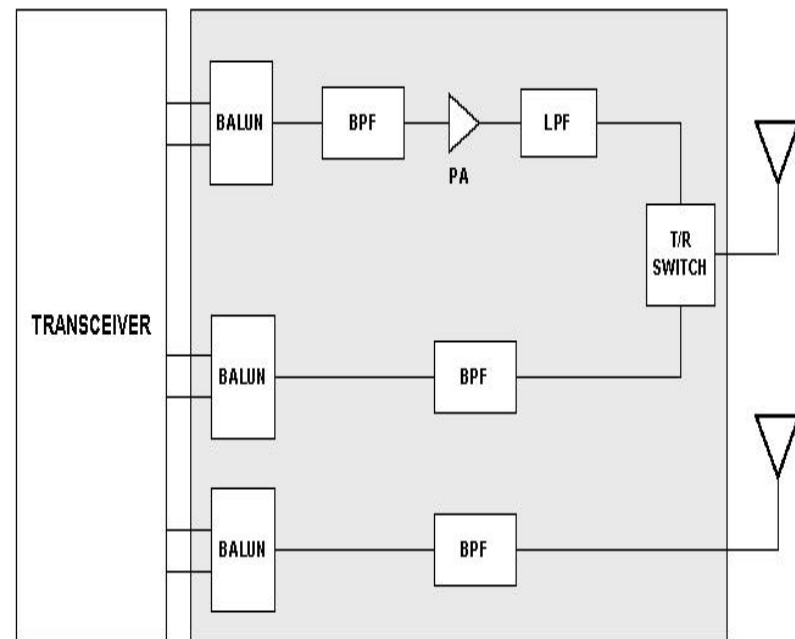 BALUN
BPF
PA
LPF
T/R
SWITCH
TRANSCEIVER
BALUN
BPF
BALUN
BPF